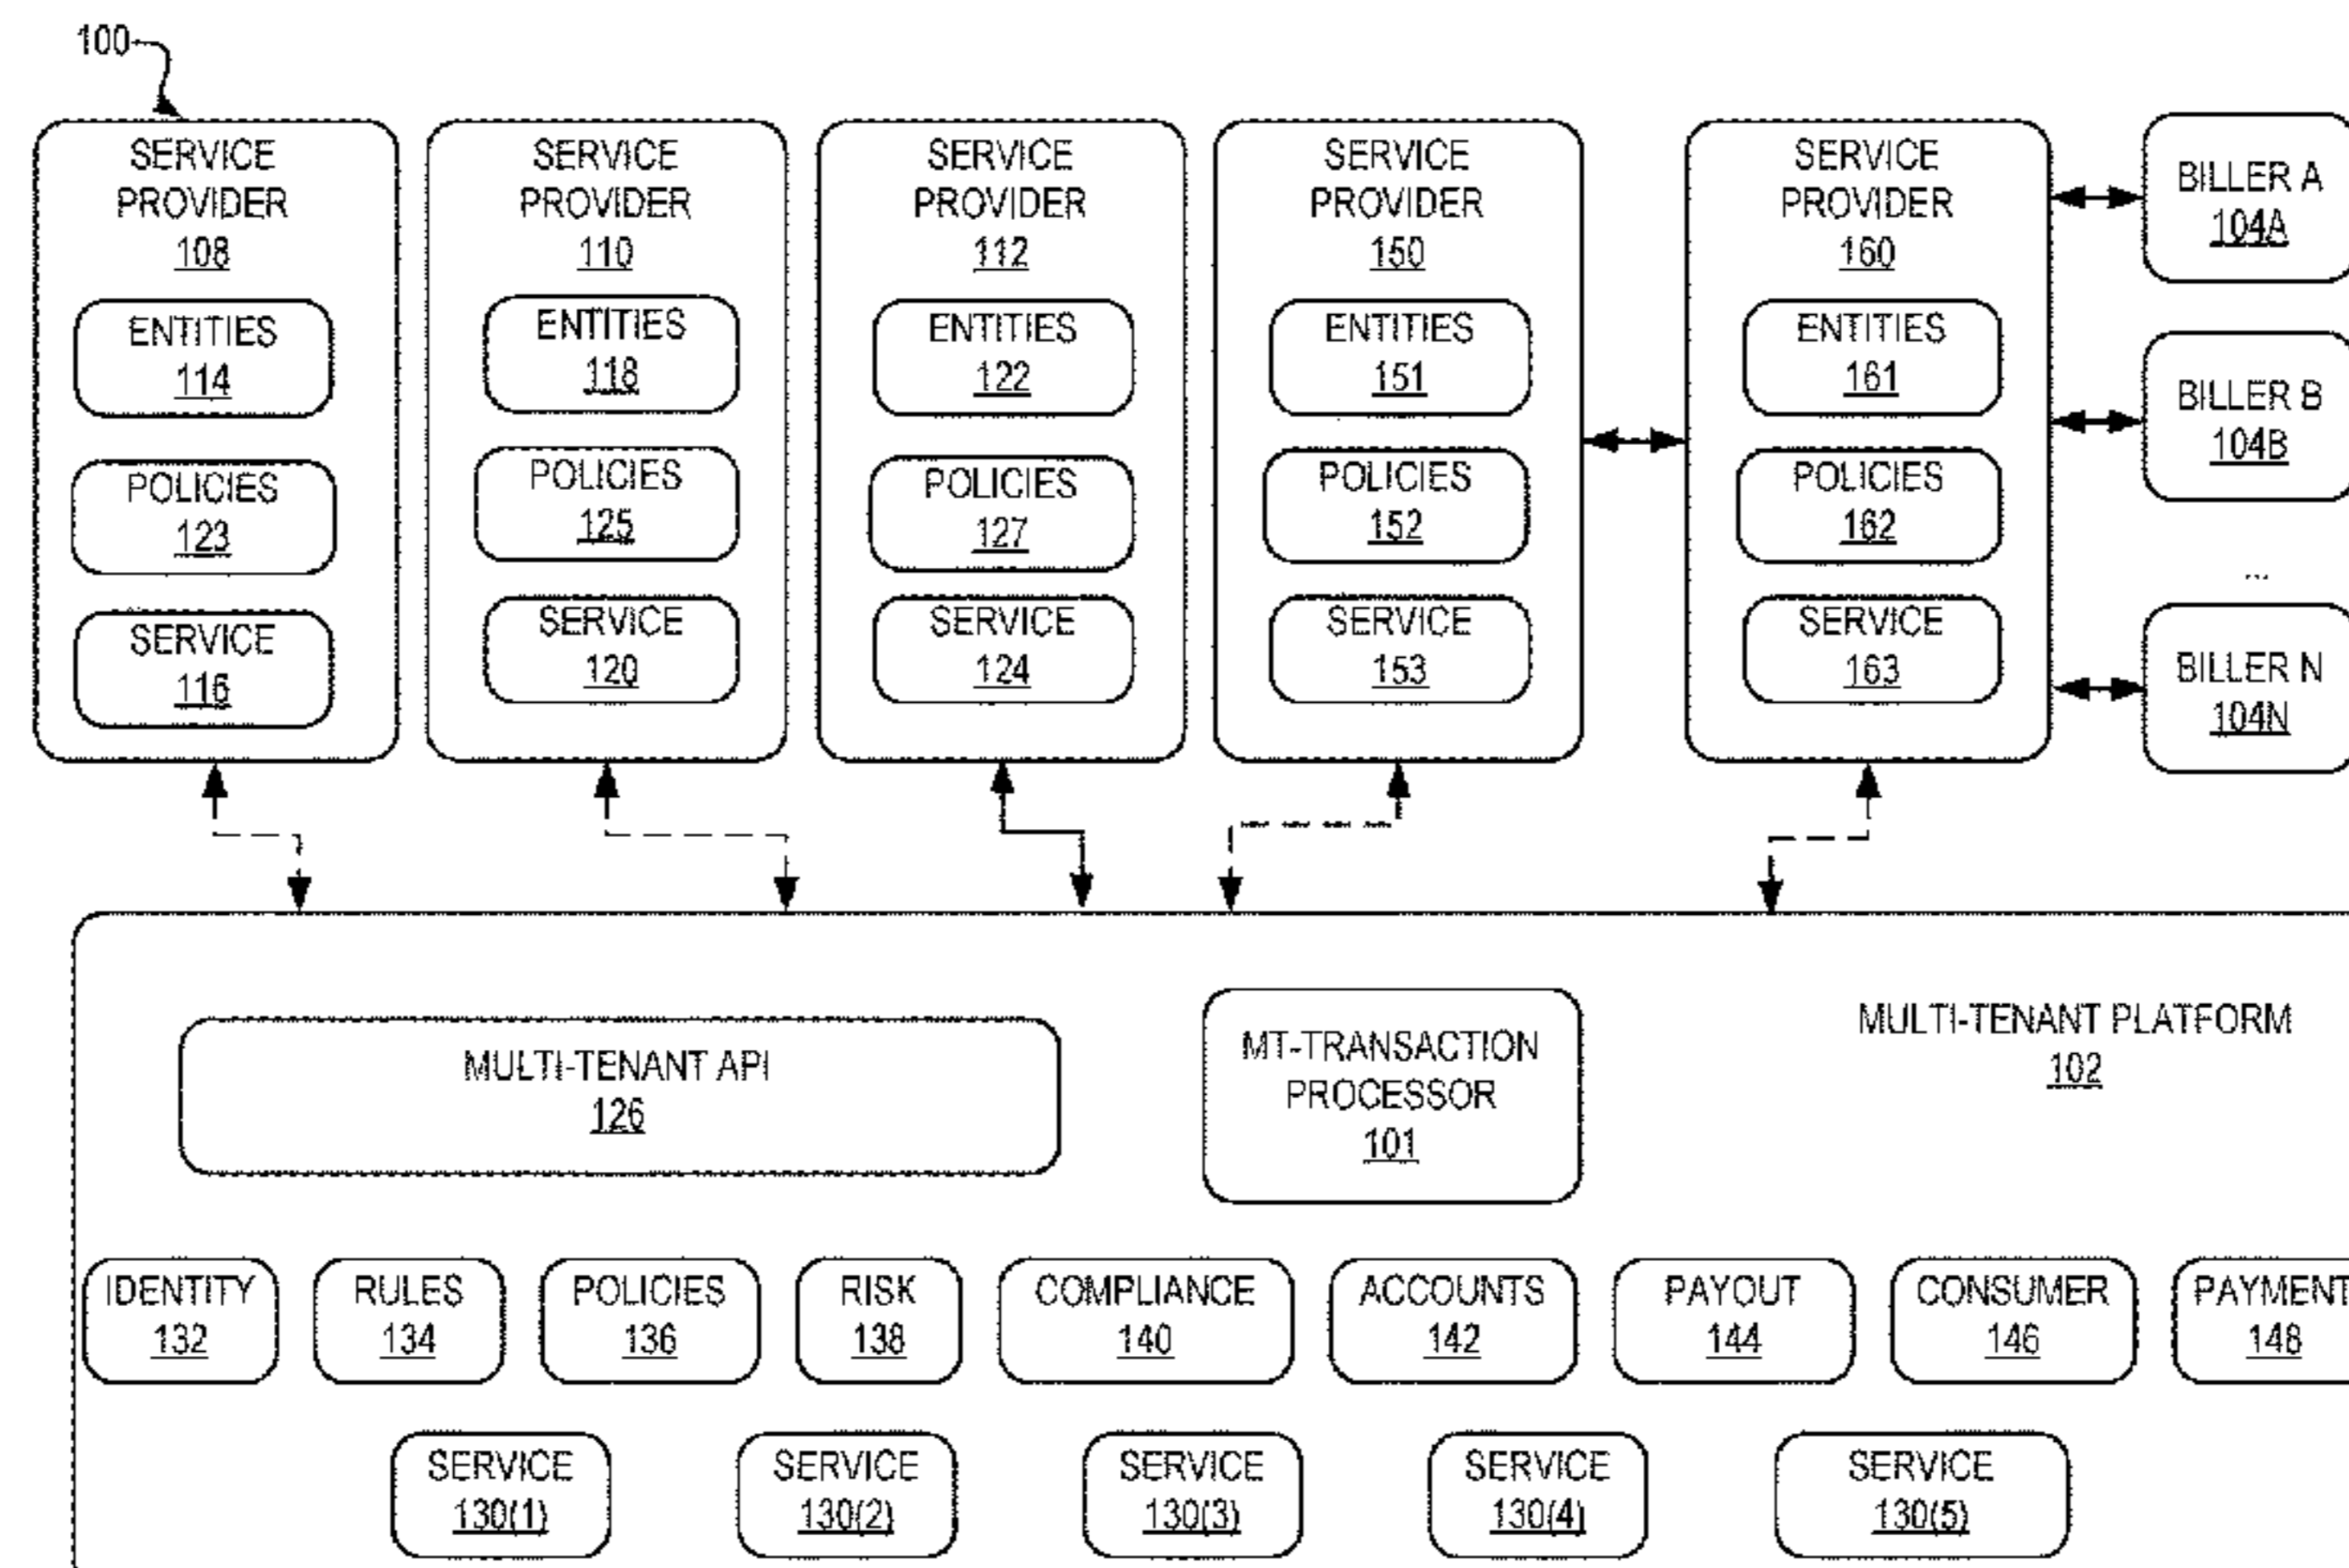 100
SERVICE
PROVIDER
108
ENTITIES
114
POLICIES
123
SERVICE
116
SERVICE
PROVIDER
110
ENTITIES
118
POLICIES
125
SERVICE
120
SERVICE
PROVIDER
112
ENTITIES
122
POLICIES
127
SERVICE
124
SERVICE
PROVIDER
150
ENTITIES
151
POLICIES
152
SERVICE
153
SERVICE
PROVIDER
160
ENTITIES
161
POLICIES
162
SERVICE
163
BILLER A
104A
BILLER B
104B
...
BILLER N
104N
MULTI-TENANT API
126
MT-TRANSACTION
PROCESSOR
101
MULTI-TENANT PLATFORM
102
IDENTITY
132
RULES
134
POLICIES
136
RISK
138
COMPLIANCE
140
ACCOUNTS
142
PAYOUT
144
CONSUMER
146
PAYMENT
148
SERVICE
130(1)
SERVICE
130(2)
SERVICE
130(3)
SERVICE
130(4)
SERVICE
130(5)